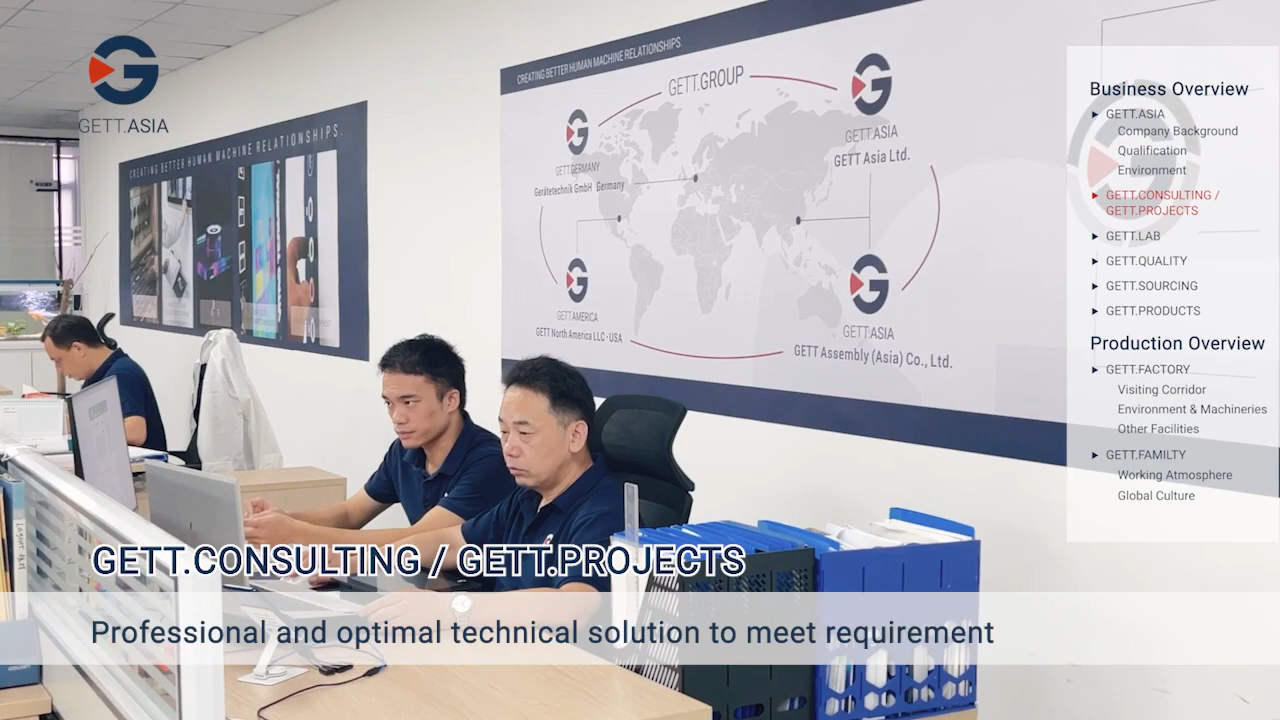 GETT.ASIA
CREATING BETTER HUMAN MACHINE RELATIONSHIPS.
CREATING BETTER HUMAN MACHINE RELATIONSHIPS.
GETT.GROUP
GETT.GERMANY
Gerätetechnik GmbH Germany
GETT.ASIA
GETT Asia Ltd.
GETT.AMERICA
GETT North America LLC · USA
GETT.ASIA
GETT Assembly (Asia) Co., Ltd.
Business Overview
GETT.ASIA
Company Background
Qualification
Environment
GETT.CONSULTING /
GETT.PROJECTS
GETT.LAB
GETT.QUALITY
GETT.SOURCING
GETT.PRODUCTS
Production Overview
GETT.FACTORY
Visiting Corridor
Environment & Machineries
Other Facilities
GETT.FAMILTY
Working Atmosphere
Global Culture
GETT.CONSULTING / GETT.PROJECTS
Professional and optimal technical solution to meet requirement